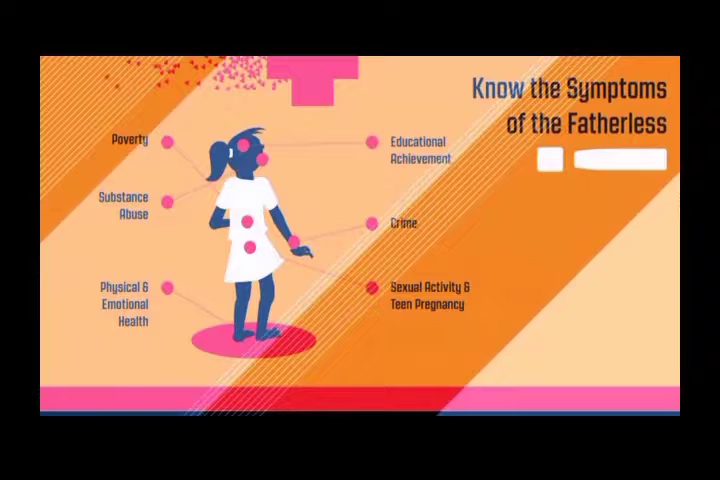 Know the Symptoms
of the Fatherless
Poverty
Substance
Abuse
Physical &
Emotional
Health
Educational
Achievement
Crime
Sexual Activity &
Teen Pregnancy